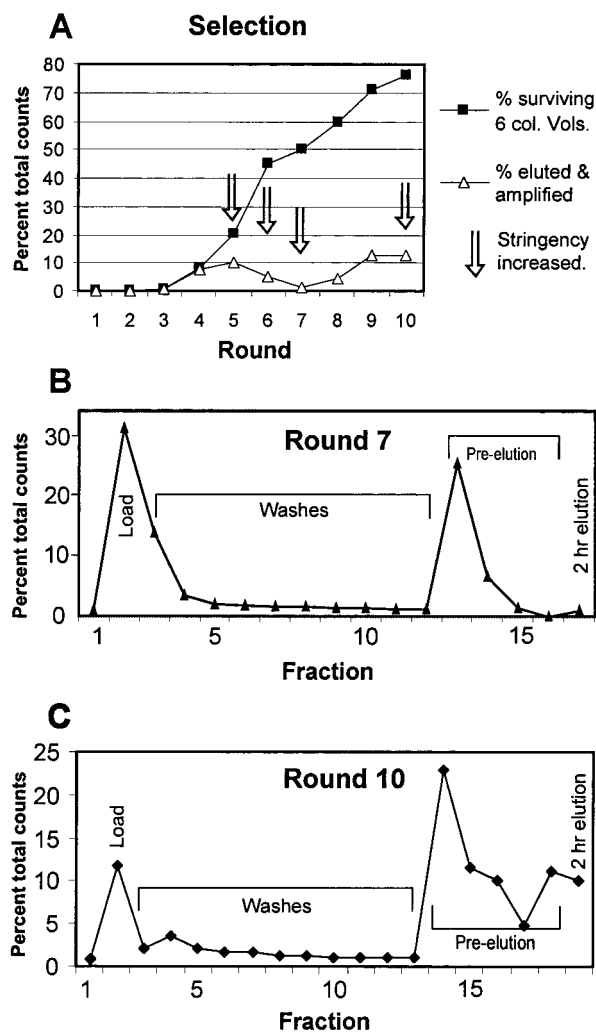 A
Selection
Percent total counts
80
70
60
50
40
30
20
10
0
1 2 3 4 5 6 7 8 9 10
Round
% surviving
6 col. Vols.
% eluted &
amplified
Stringency
increased.
B
Round 7
Percent total counts
30
20
10
0
Load
Washes
Pre-elution
2 hr elution
1 5 10 15
Fraction
C
Round 10
Percent total counts
25
20
15
10
5
0
Load
Washes
Pre-elution
2 hr elution
1 5 10 15
Fraction